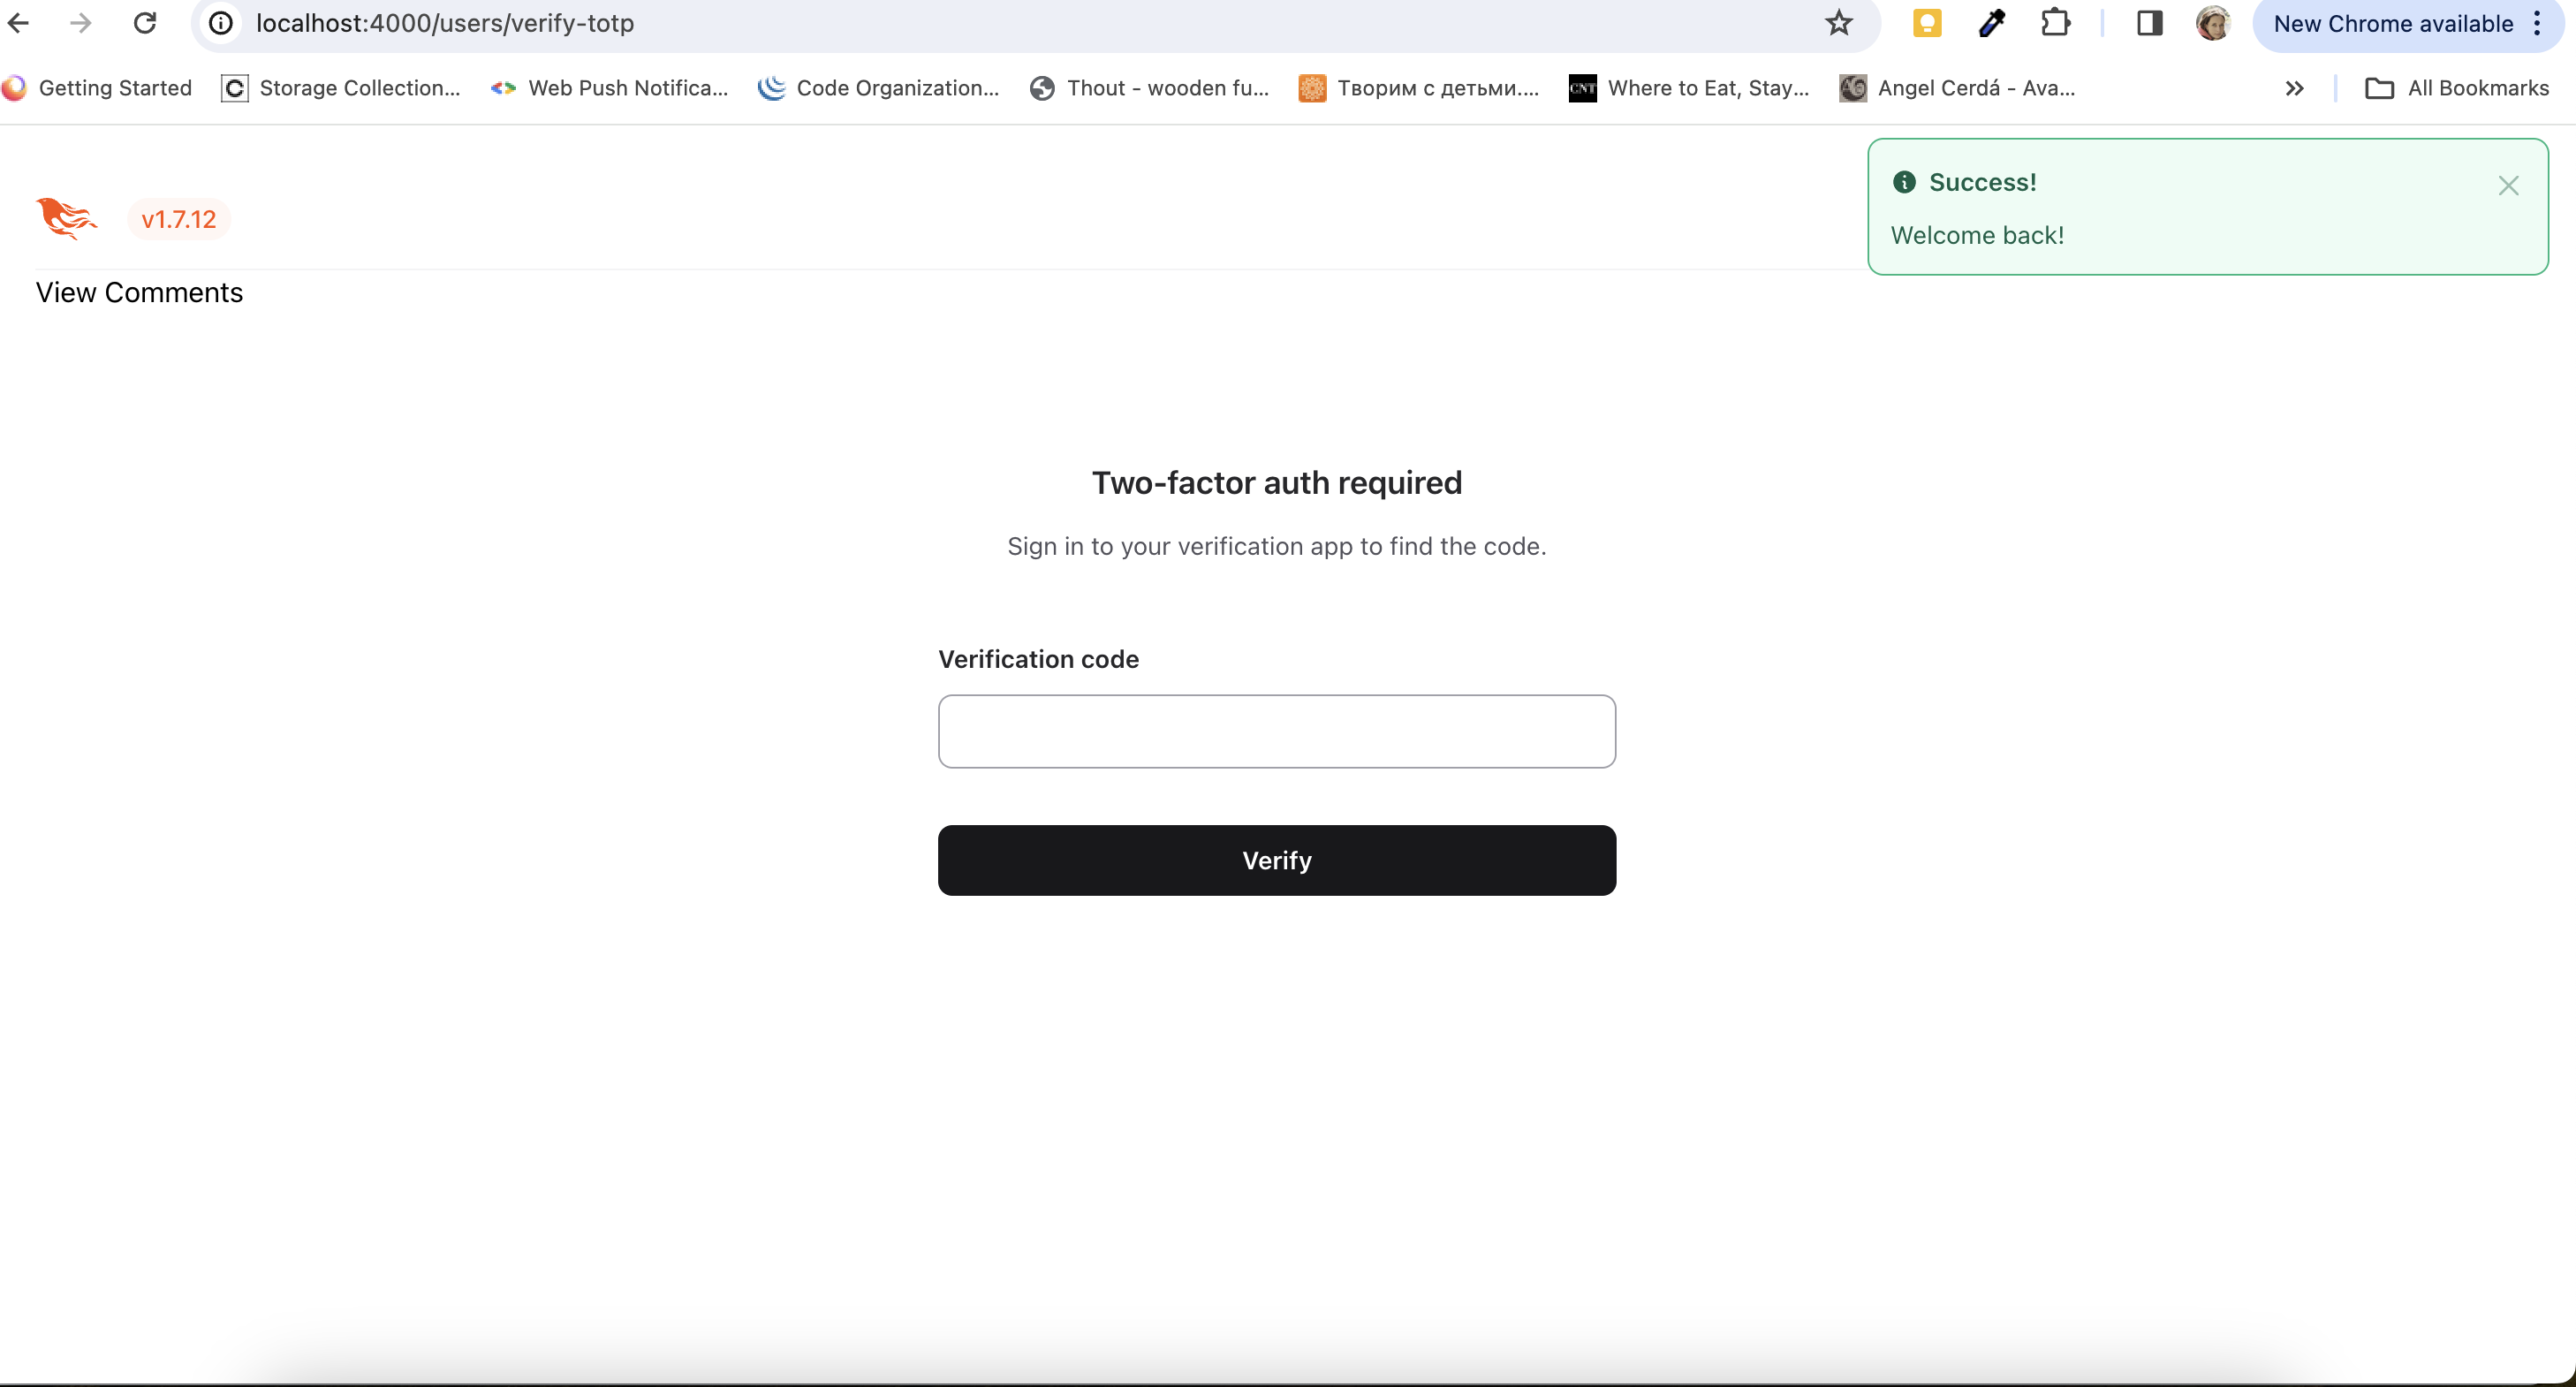 localhost:4000/users/verify-totp
New Chrome available
Getting Started
Storage Collection...
Web Push Notifica...
Code Organization...
Thout - wooden fu...
Творим с детьми....
CNT
Where to Eat, Stay...
AG
Angel Cerdá - Ava...
All Bookmarks
v1.7.12
Success!
Welcome back!
View Comments
Two-factor auth required
Sign in to your verification app to find the code.
Verification code
Verify